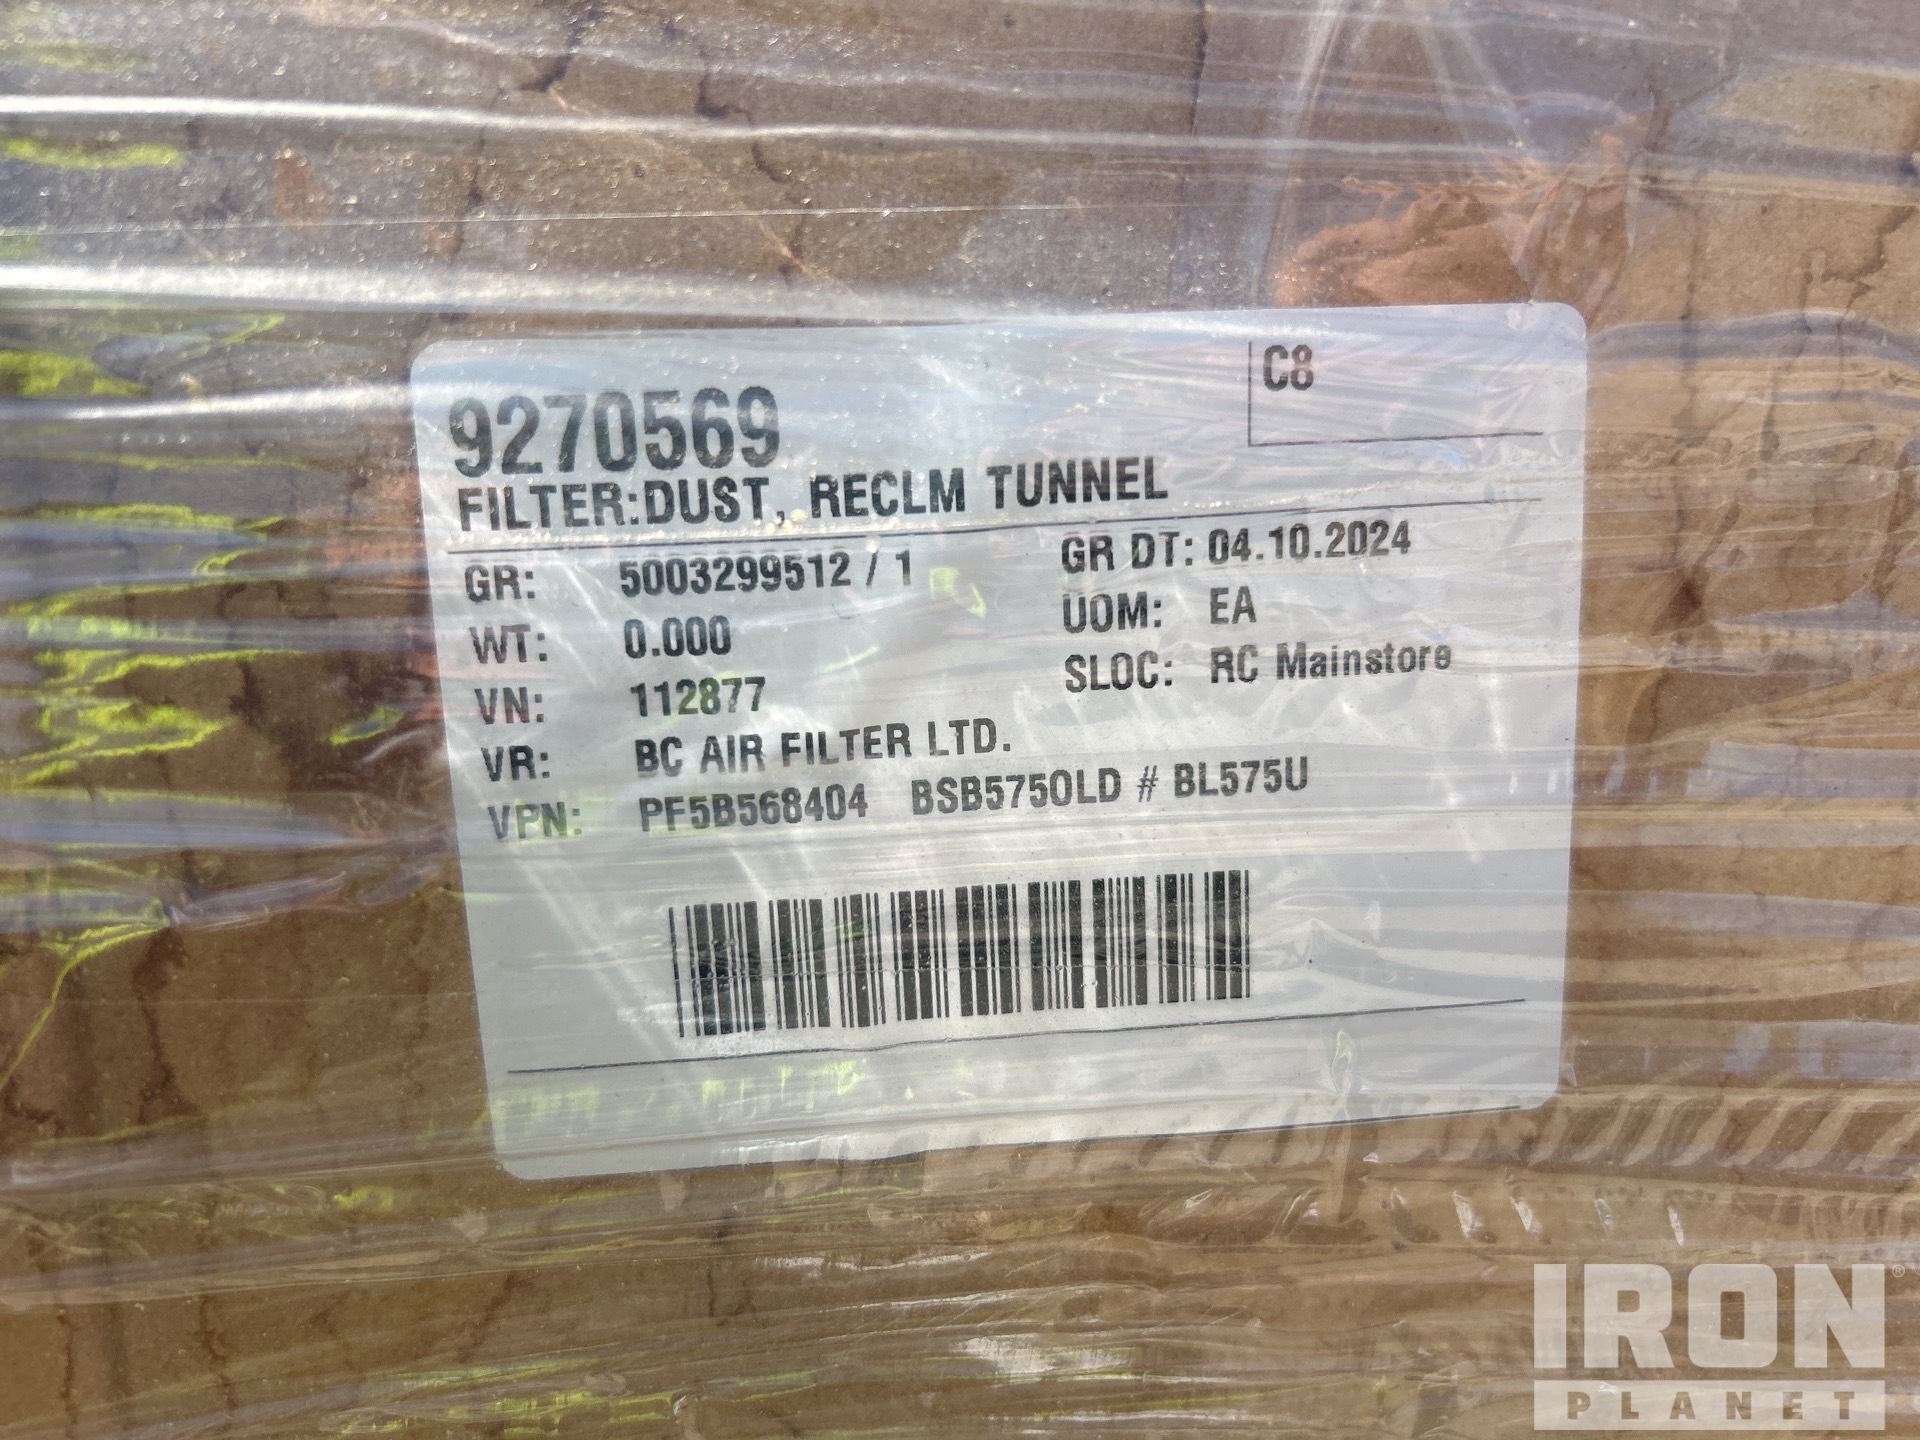 C8
9270569
FILTER:DUST, RECLM TUNNEL
GR: 5003299512 / 1 GR DT: 04.10.2024
WT: 0.000 UOM: EA
VN: 112877 SLOC: RC Mainstore
VR: BC AIR FILTER LTD.
VPN: PF5B568404 BSB575OLD # BL575U
IRON
PLANET